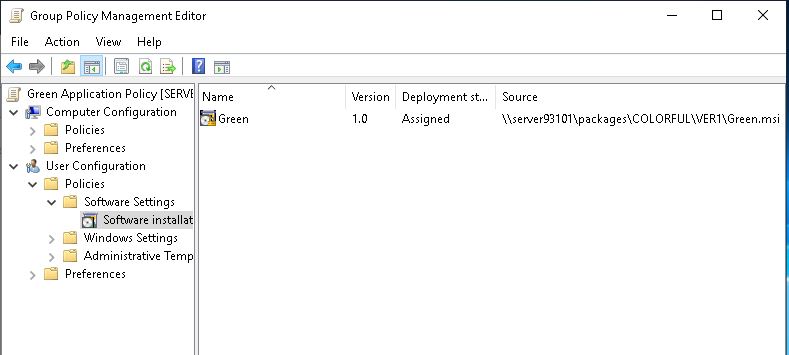 Group Policy Management Editor
File Action View Help
Green Application Policy [SERVE
Computer Configuration
Policies
Preferences
User Configuration
Policies
Software Settings
Software installat
Windows Settings
Administrative Temp
Preferences
Name Version Deployment st... Source
Green 1.0 Assigned \\server93101\packages\COLORFUL\VER1\Green.msi